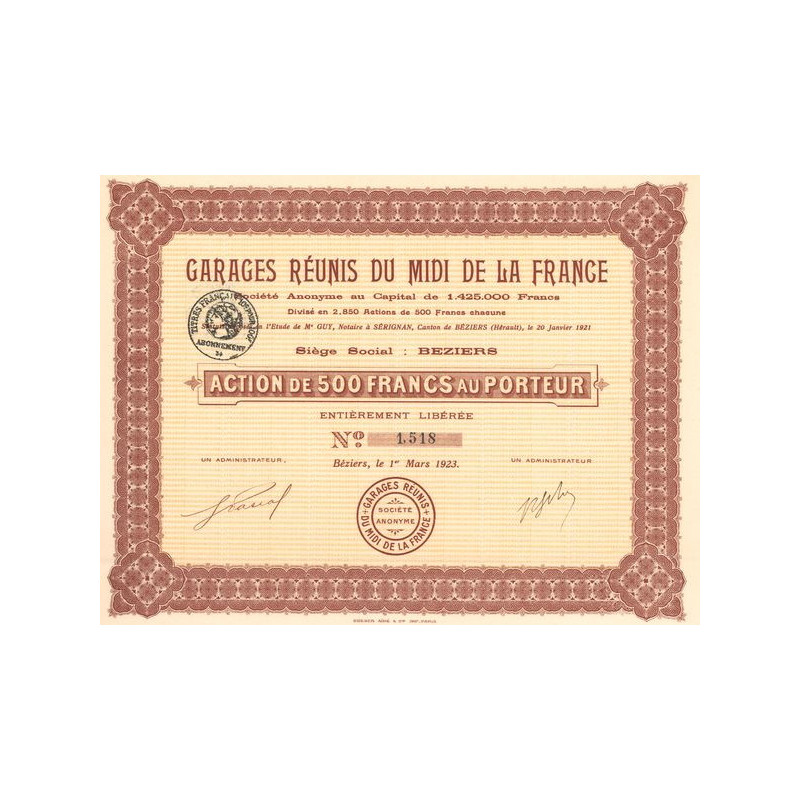 GARAGES RÉUNIS DU MIDI DE LA FRANCE
Société Anonyme au Capital de 1.425.000 Francs
Divisé en 2.850 Actions de 500 Francs chacune
en l'Etude de Mᵉ GUY, Notaire à SÉRIGNAN, Canton de BÉZIERS (Hérault), le 20 Janvier 1921
TITRES FRANÇAIS
ABONNEMENT
Siège Social : BEZIERS
ACTION DE 500 FRANCS AU PORTEUR
ENTIÈREMENT LIBÉRÉE
Nº. 1.518
UN ADMINISTRATEUR,
Béziers, le 1ᵉʳ Mars 1923.
UN ADMINISTRATEUR,
GARAGES RÉUNIS
SOCIÉTÉ
ANONYME
DU MIDI DE LA FRANCE